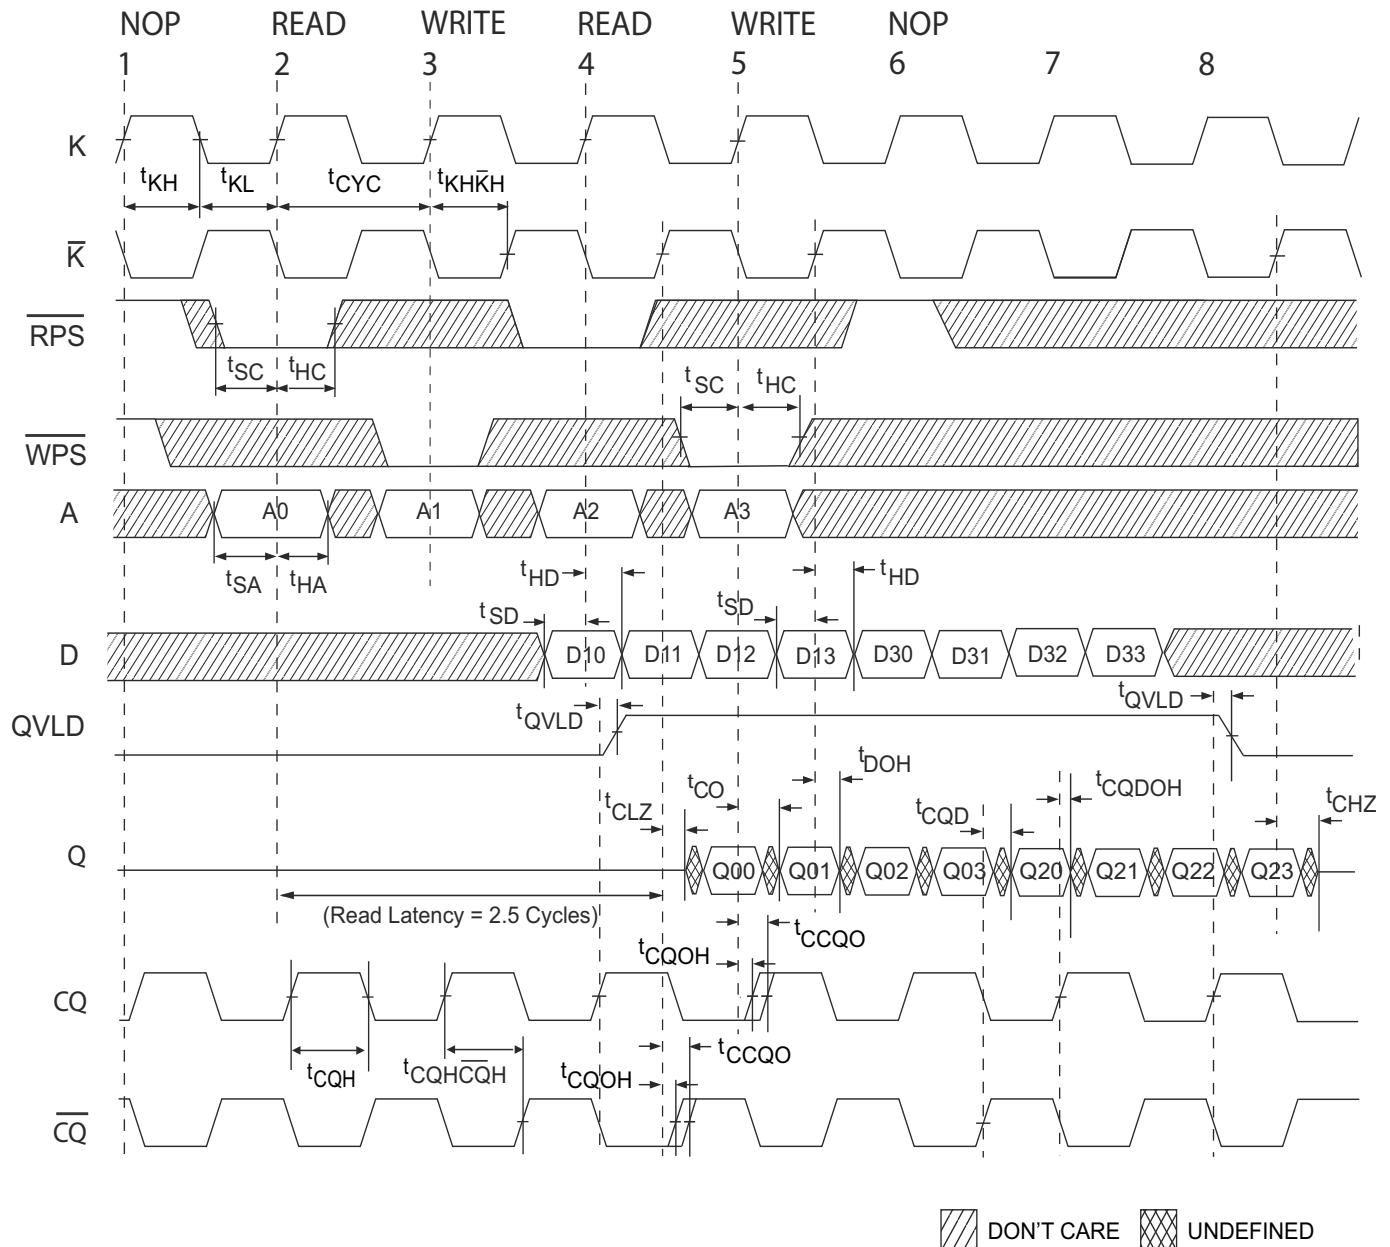 NOP READ WRITE READ WRITE NOP
1 2 3 4 5 6 7 8
K
tKH tKL tCYC tKHK̅H
K̅
R̅P̅S̅
tSC tHC
tSC tHC
W̅P̅S̅
A A0 A1 A2 A3
tSA tHA
tHD tHD
tSD tSD
D D10 D11 D12 D13 D30 D31 D32 D33
tQVLD tQVLD
QVLD
tDOH
tCO tCQDOH
tCLZ tCQD tCHZ
Q Q00 Q01 Q02 Q03 Q20 Q21 Q22 Q23
(Read Latency = 2.5 Cycles)
tCCQO
tCQOH
CQ
tCCQO
tCQH tCQHC̅Q̅H tCQOH
C̅Q̅
DON'T CARE UNDEFINED